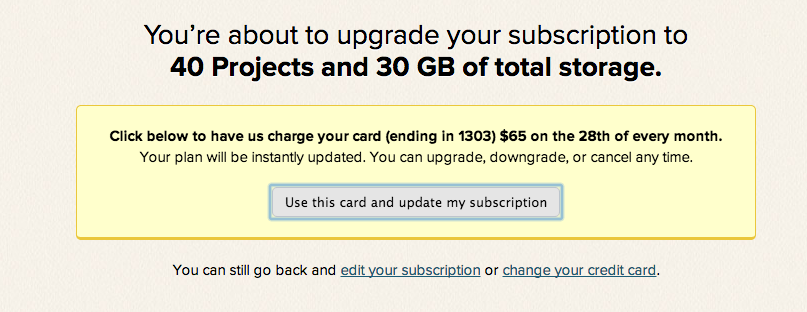 You’re about to upgrade your subscription to
40 Projects and 30 GB of total storage.
Click below to have us charge your card (ending in 1303) $65 on the 28th of every month.
Your plan will be instantly updated. You can upgrade, downgrade, or cancel any time.
Use this card and update my subscription
You can still go back and edit your subscription or change your credit card.